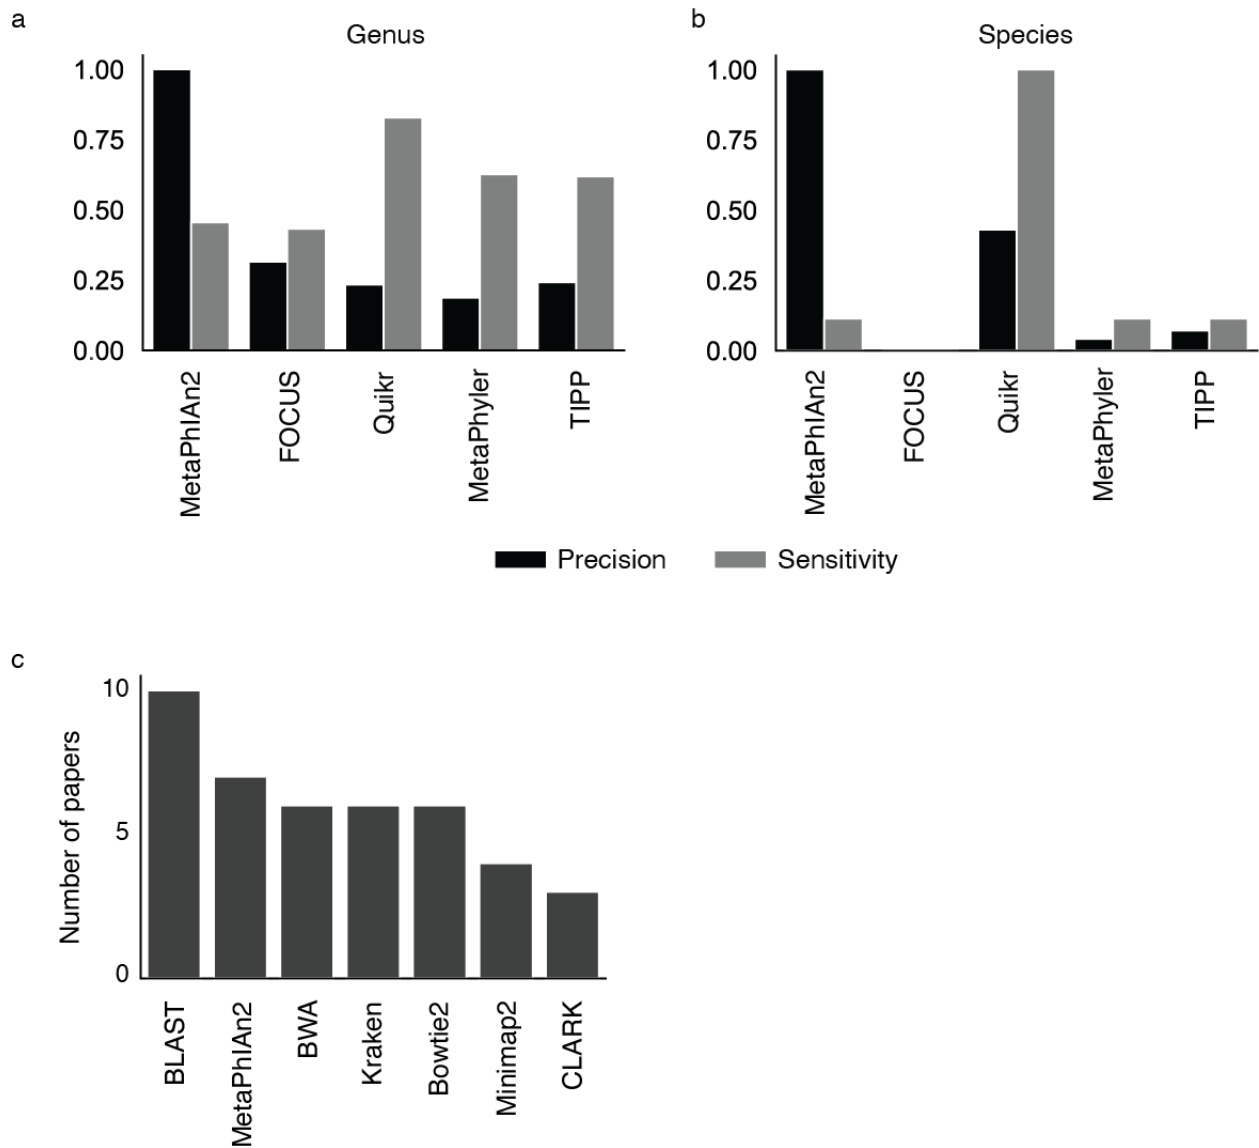 a
Genus
1.00
0.75
0.50
0.25
0.00
MetaPhlAn2
FOCUS
Quikr
MetaPhyler
TIPP
b
Species
1.00
0.75
0.50
0.25
0.00
MetaPhlAn2
FOCUS
Quikr
MetaPhyler
TIPP
Precision
Sensitivity
c
Number of papers
10
5
0
BLAST
MetaPhlAn2
BWA
Kraken
Bowtie2
Minimap2
CLARK